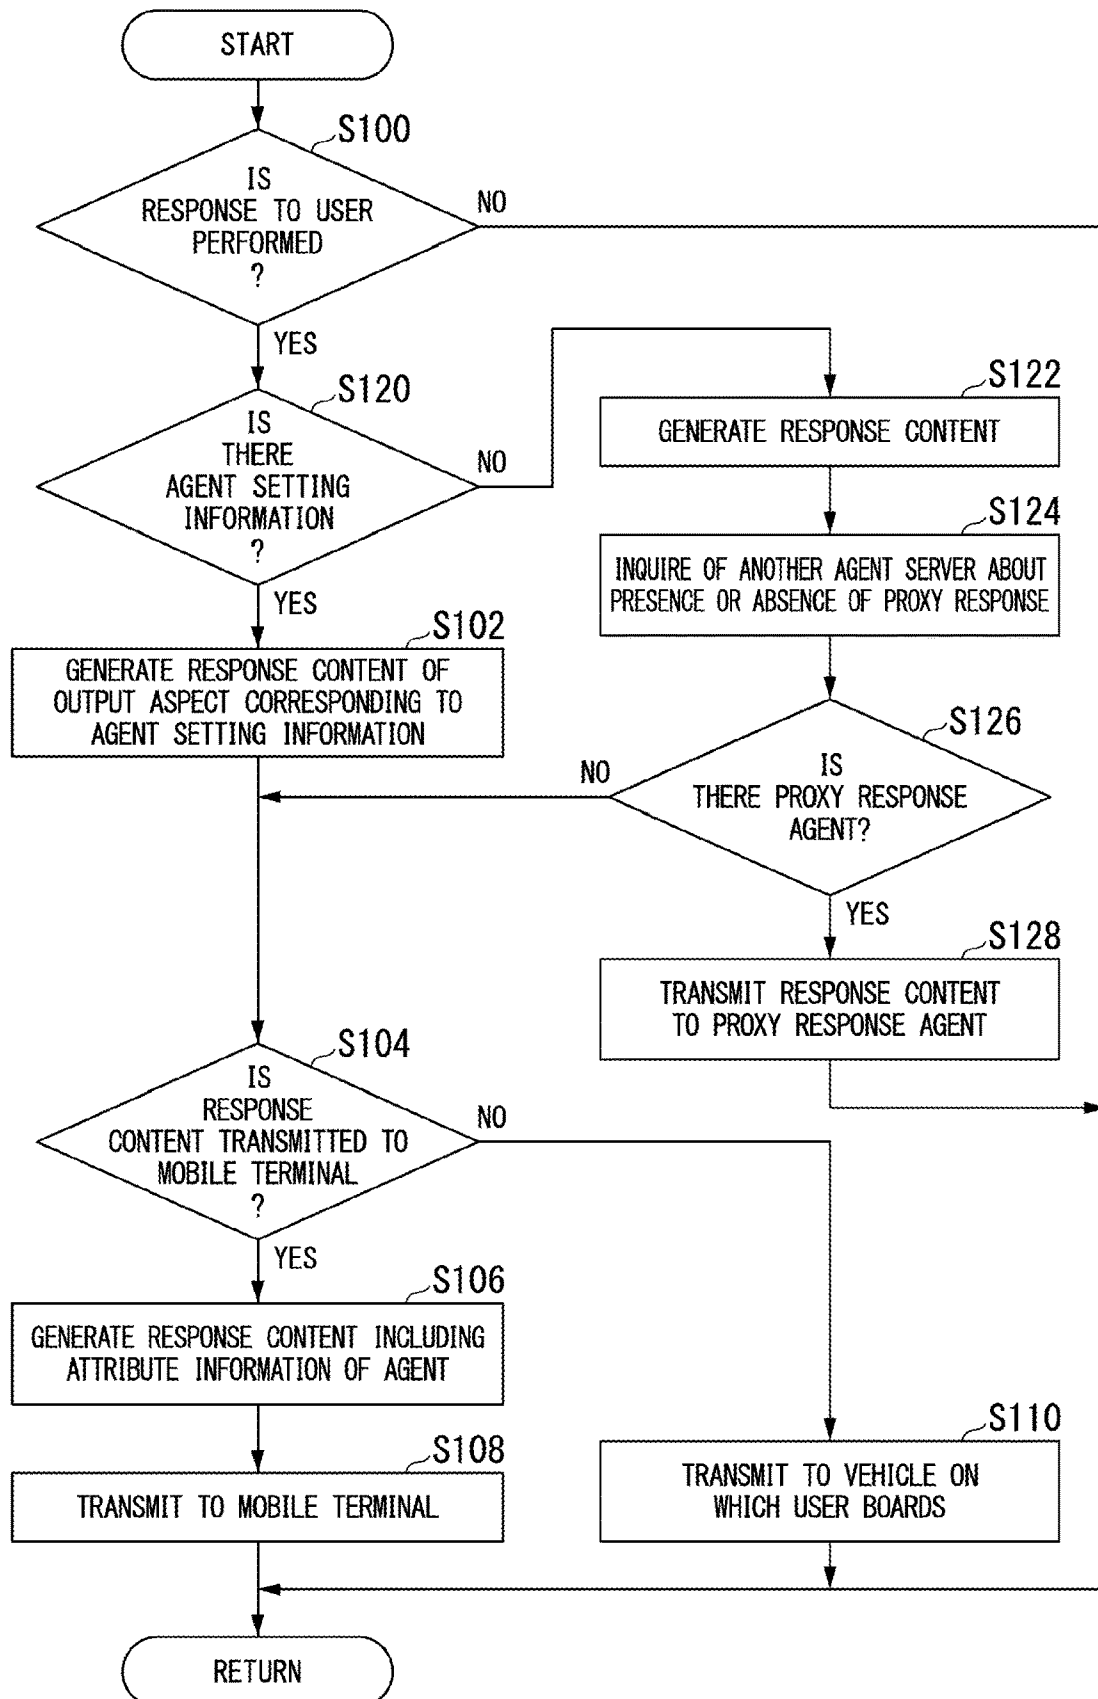 START
S100
IS
RESPONSE TO USER
PERFORMED
?
NO
YES
S120
IS
THERE
AGENT SETTING
INFORMATION
?
NO
YES
S122
GENERATE RESPONSE CONTENT
S124
INQUIRE OF ANOTHER AGENT SERVER ABOUT
PRESENCE OR ABSENCE OF PROXY RESPONSE
S102
GENERATE RESPONSE CONTENT OF
OUTPUT ASPECT CORRESPONDING TO
AGENT SETTING INFORMATION
S126
IS
THERE PROXY RESPONSE
AGENT?
NO
YES
S128
TRANSMIT RESPONSE CONTENT
TO PROXY RESPONSE AGENT
S104
IS
RESPONSE
CONTENT TRANSMITTED TO
MOBILE TERMINAL
?
NO
YES
S106
GENERATE RESPONSE CONTENT INCLUDING
ATTRIBUTE INFORMATION OF AGENT
S108
TRANSMIT TO MOBILE TERMINAL
S110
TRANSMIT TO VEHICLE ON
WHICH USER BOARDS
RETURN